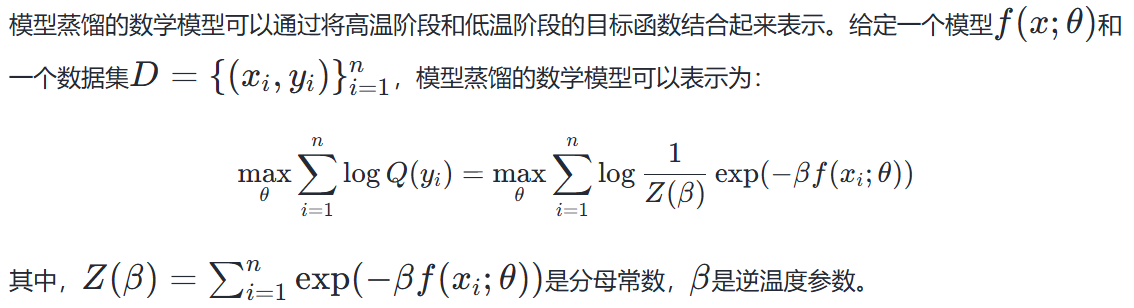 模型蒸馏的数学模型可以通过将高温阶段和低温阶段的目标函数结合起来表示。给定一个模型$f(x;\theta)$和
一个数据集$D = \{(x_i, y_i)\}_{i=1}^{n}$，模型蒸馏的数学模型可以表示为：
$$\max_{\theta} \sum_{i=1}^{n} \log Q(y_i) = \max_{\theta} \sum_{i=1}^{n} \log \frac{1}{Z(\beta)} \exp(-\beta f(x_i;\theta))$$
其中，$Z(\beta) = \sum_{i=1}^{n} \exp(-\beta f(x_i;\theta))$是分母常数，$\beta$是逆温度参数。